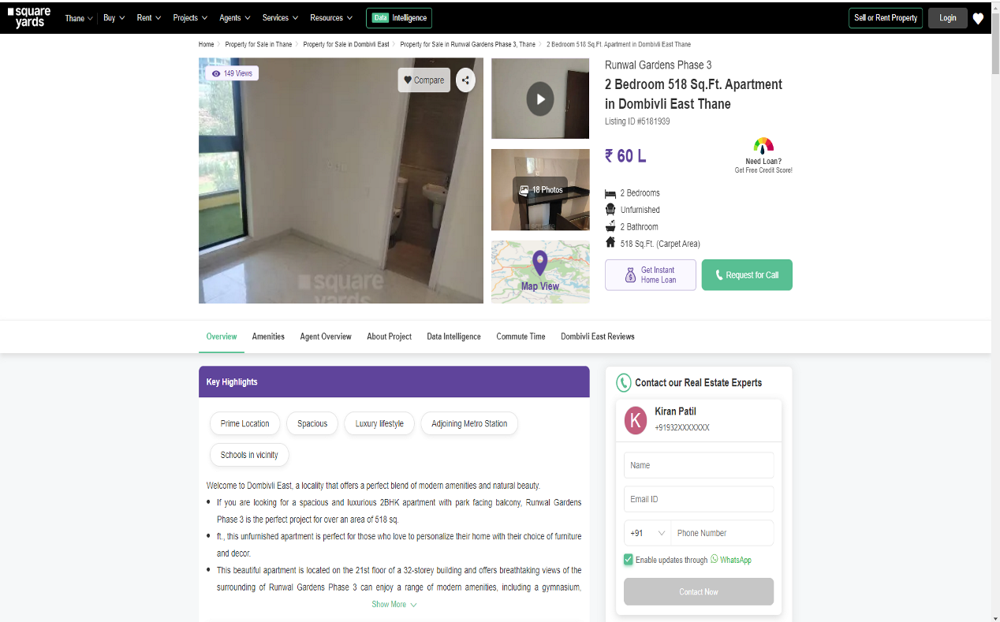 square yards
Thane Buy Rent Projects Agents Services Resources Data Intelligence Sell or Rent Property Login
Home Property for Sale in Thane Property for Sale in Dombivli East Property for Sale in Runwal Gardens Phase 3, Thane 2 Bedroom 518 Sq.Ft. Apartment in Dombivli East Thane
149 Views
Compare
18 Photos
Map View
square
yards
Runwal Gardens Phase 3
2 Bedroom 518 Sq.Ft. Apartment
in Dombivli East Thane
Listing ID #5181939
₹ 60 L
Need Loan?
Get Free Credit Score!
2 Bedrooms
Unfurnished
2 Bathroom
518 Sq.Ft. (Carpet Area)
Get Instant
Home Loan
Request for Call
Overview Amenities Agent Overview About Project Data Intelligence Commute Time Dombivli East Reviews
Key Highlights
Prime Location Spacious Luxury lifestyle Adjoining Metro Station
Schools in vicinity
Welcome to Dombivli East, a locality that offers a perfect blend of modern amenities and natural beauty.
If you are looking for a spacious and luxurious 2BHK apartment with park facing balcony, Runwal Gardens
Phase 3 is the perfect project for over an area of 518 sq.
ft., this unfurnished apartment is perfect for those who love to personalize their home with their choice of furniture
and decor.
This beautiful apartment is located on the 21st floor of a 32-storey building and offers breathtaking views of the
surrounding of Runwal Gardens Phase 3 can enjoy a range of modern amenities, including a gymnasium,
Show More
Contact our Real Estate Experts
K
Kiran Patil
+91932XXXXXXX
Name
Email ID
+91 Phone Number
Enable updates through WhatsApp
Contact Now